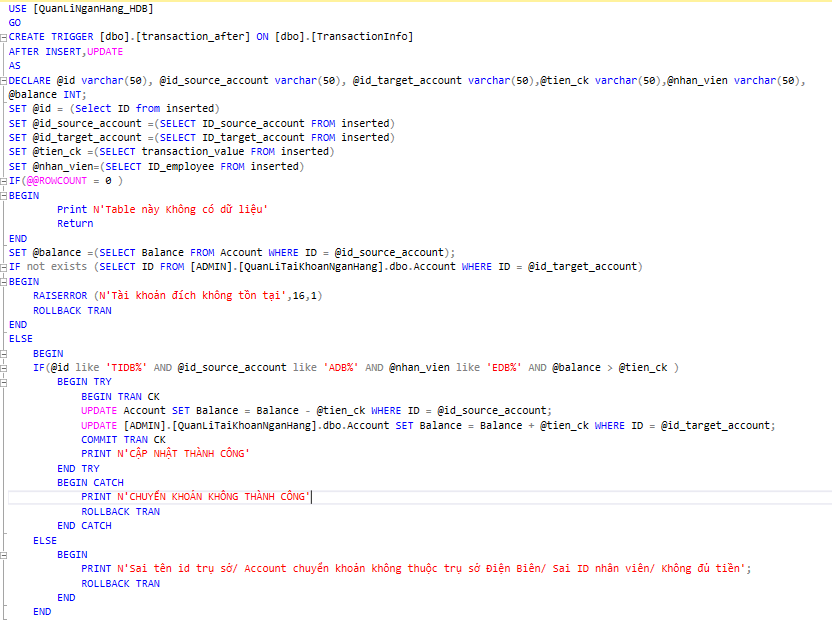 USE [QuanLiNganHang_HDB]
GO
CREATE TRIGGER [dbo].[transaction_after] ON [dbo].[TransactionInfo]
AFTER INSERT,UPDATE
AS
DECLARE @id varchar(50), @id_source_account varchar(50), @id_target_account varchar(50),@tien_ck varchar(50),@nhan_vien varchar(50),
@balance INT;
SET @id = (Select ID from inserted)
SET @id_source_account =(SELECT ID_source_account FROM inserted)
SET @id_target_account =(SELECT ID_target_account FROM inserted)
SET @tien_ck =(SELECT transaction_value FROM inserted)
SET @nhan_vien=(SELECT ID_employee FROM inserted)
IF(@@ROWCOUNT = 0 )
BEGIN
Print N'Table này Không có dữ liệu'
Return
END
SET @balance =(SELECT Balance FROM Account WHERE ID = @id_source_account);
IF not exists (SELECT ID FROM [ADMIN].[QuanLiTaiKhoanNganHang].dbo.Account WHERE ID = @id_target_account)
BEGIN
RAISERROR (N'Tài khoản đích không tồn tại',16,1)
ROLLBACK TRAN
END
ELSE
BEGIN
IF(@id like 'TIDB%' AND @id_source_account like 'ADB%' AND @nhan_vien like 'EDB%' AND @balance > @tien_ck )
BEGIN TRY
BEGIN TRAN CK
UPDATE Account SET Balance = Balance - @tien_ck WHERE ID = @id_source_account;
UPDATE [ADMIN].[QuanLiTaiKhoanNganHang].dbo.Account SET Balance = Balance + @tien_ck WHERE ID = @id_target_account;
COMMIT TRAN CK
PRINT N'CẬP NHẬT THÀNH CÔNG'
END TRY
BEGIN CATCH
PRINT N'CHUYỂN KHOẢN KHÔNG THÀNH CÔNG'
ROLLBACK TRAN
END CATCH
ELSE
BEGIN
PRINT N'Sai tên id trụ sở/ Account chuyển khoản không thuộc trụ sở Điện Biên/ Sai ID nhân viên/ Không đủ tiền';
ROLLBACK TRAN
END
END